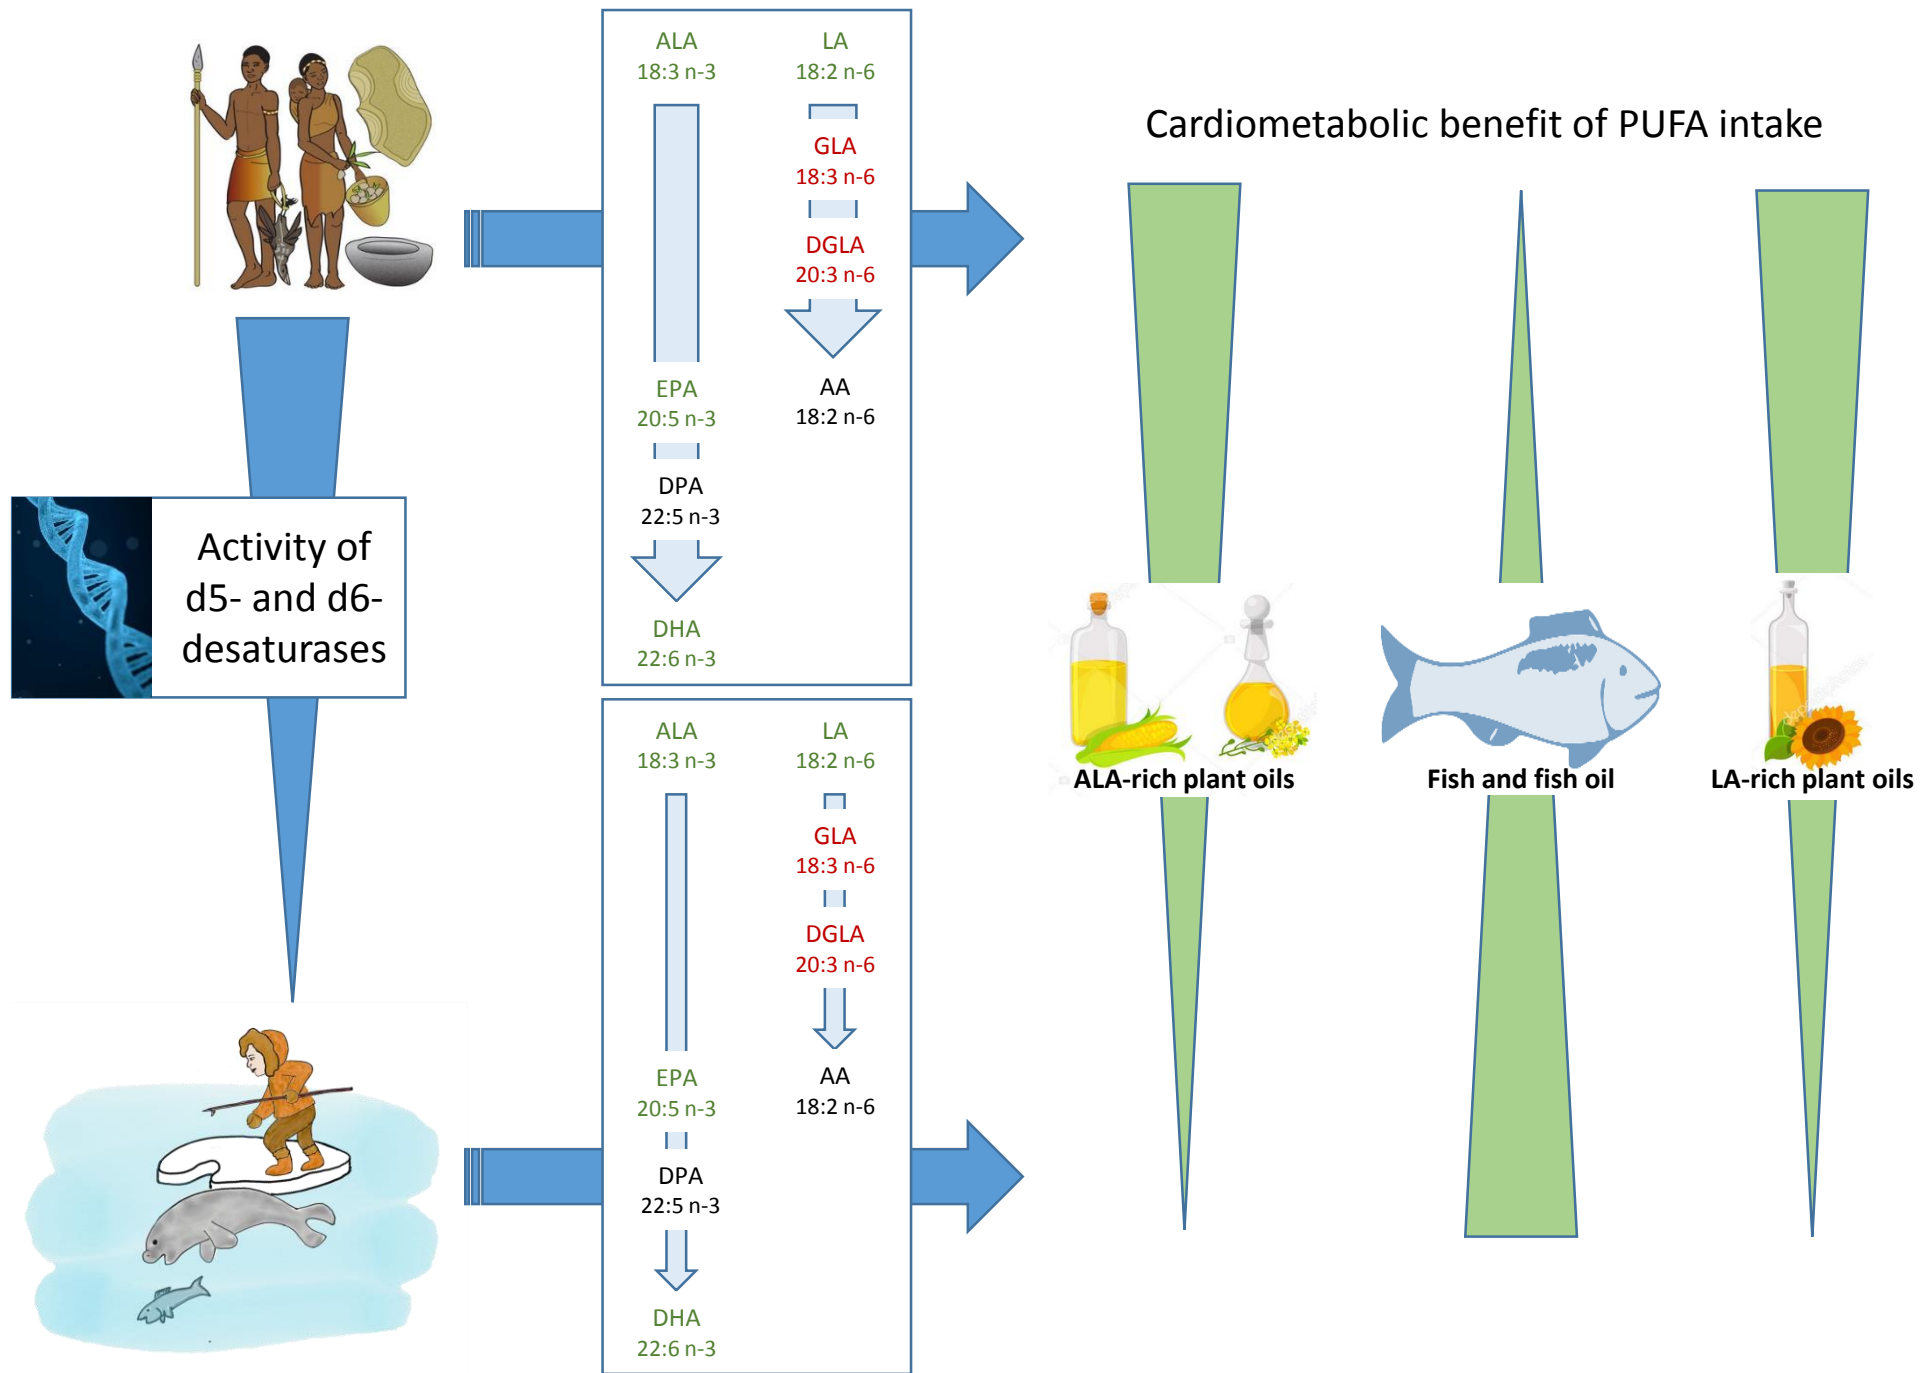 ALA
18:3 n-3
LA
18:2 n-6
GLA
18:3 n-6
DGLA
20:3 n-6
EPA
20:5 n-3
AA
18:2 n-6
DPA
22:5 n-3
DHA
22:6 n-3
Cardiometabolic benefit of PUFA intake
Activity of
d5- and d6-
desaturases
ALA-rich plant oils
Fish and fish oil
LA-rich plant oils
ALA
18:3 n-3
LA
18:2 n-6
GLA
18:3 n-6
DGLA
20:3 n-6
EPA
20:5 n-3
AA
18:2 n-6
DPA
22:5 n-3
DHA
22:6 n-3